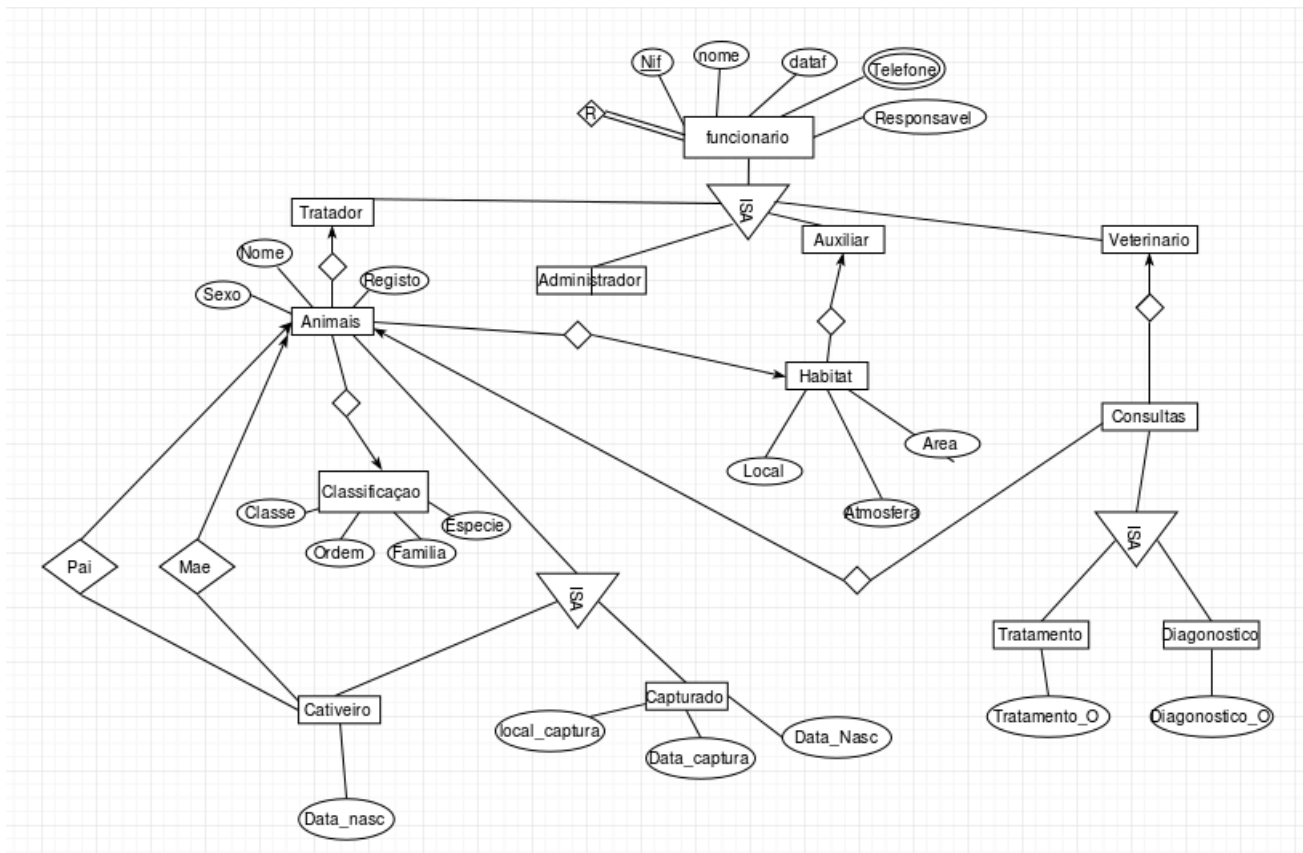 Nif
nome
dataf
Telefone
R
Responsavel
funcionario
ISA
Tratador
Auxiliar
Veterinario
Nome
Administrador
Registo
Sexo
Animais
Habitat
Consultas
Area
Local
Classificaçao
Classe
Atmosfera
Especie
Ordem
Familia
ISA
Pai
Mae
ISA
Tratamento
Diagonostico
Capturado
Cativeiro
Tratamento_O
Diagonostico_O
local_captura
Data_Nasc
Data_captura
Data_nasc